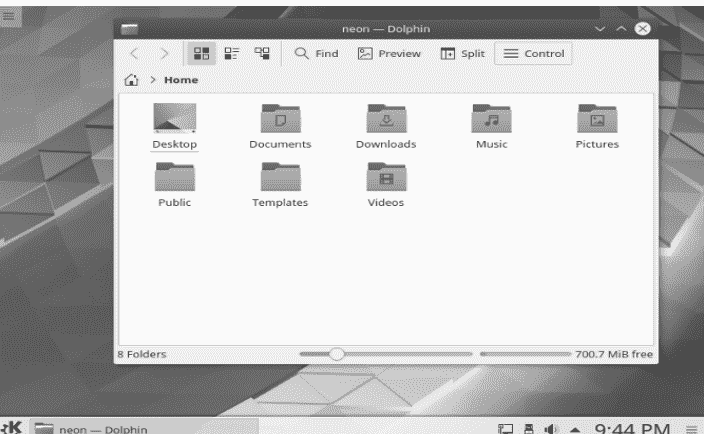 neon — Dolphin
Find Preview Split Control
> Home
Desktop Documents Downloads Music Pictures
Public Templates Videos
8 Folders 700.7 MiB free
neon — Dolphin 9:44 PM